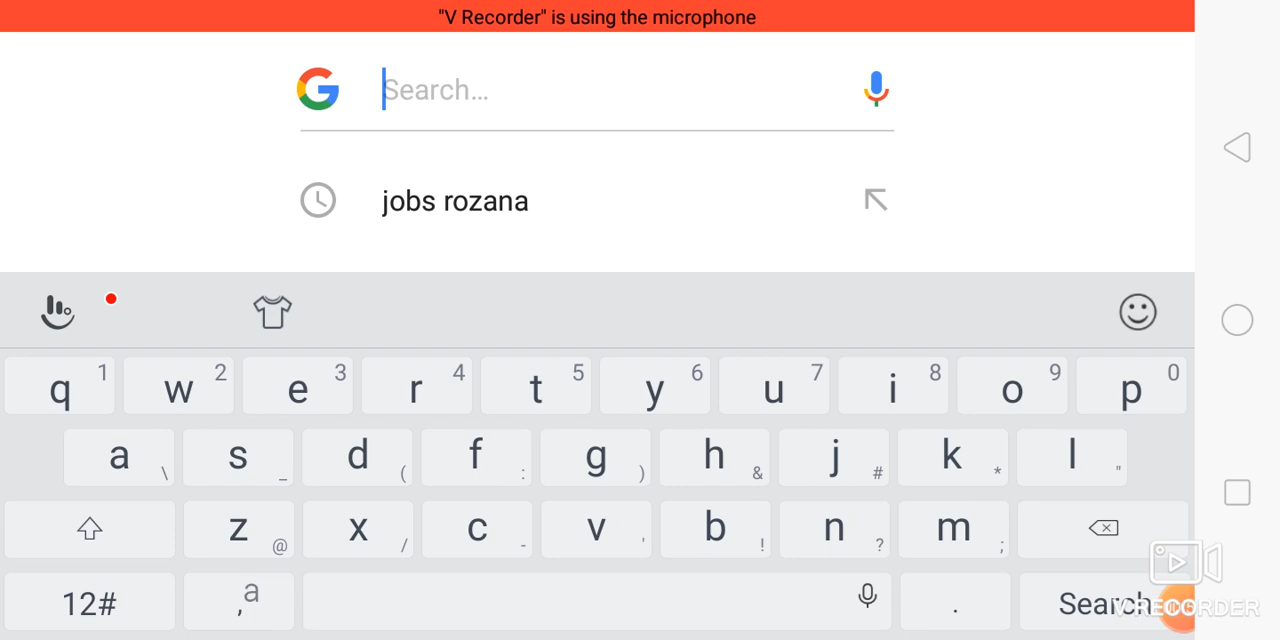 "V Recorder" is using the microphone
Search...
jobs rozana
q 1 w 2 e 3 r 4 t 5 y 6 u 7 i 8 o 9 p 0
a \ s _ d ( f : g ) h & j # k * l "
z @ x / c - v ' b ! n ? m ;
12# , a . Search
V RECORDER